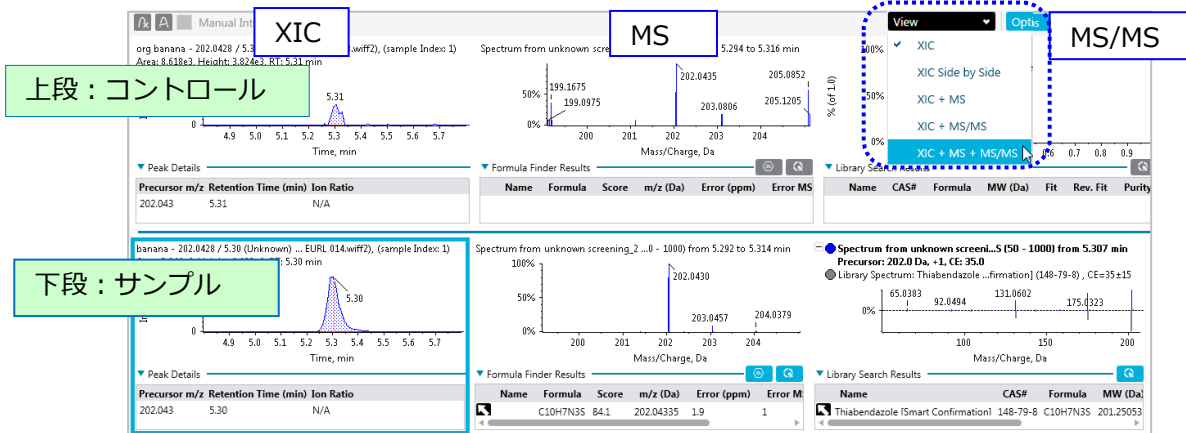 Manual Int
XIC
MS
View
Optio
MS/MS
XIC
XIC Side by Side
XIC + MS
XIC + MS/MS
XIC + MS + MS/MS
org banana - 202.0428 / 5.3 .wiff2), (sample Index: 1)
Area: 8.618e3, Height: 3.824e3, RT: 5.31 min
上段：コントロール
5.31
0
4.9 5.0 5.1 5.2 5.3 5.4 5.5 5.6 5.7
Time, min
Spectrum from unknown scre 5.294 to 5.316 min
50%
0%
199.1675
199.0975
202.0435
203.0806
205.0852
205.1205
200 201 202 203 204
Mass/Charge, Da
% (of 1.0)
100%
50%
0%
0.6 0.7 0.8 0.9
Peak Details
Precursor m/z Retention Time (min) Ion Ratio
202.043 5.31 N/A
Formula Finder Results
Name Formula Score m/z (Da) Error (ppm) Error MS
Library Search Results
Name CAS# Formula MW (Da) Fit Rev. Fit Purity
banana - 202.0428 / 5.30 (Unknown) ... EURL 014.wiff2), (sample Index: 1)
RT: 5.30 min
下段：サンプル
5.30
0
4.9 5.0 5.1 5.2 5.3 5.4 5.5 5.6 5.7
Time, min
Spectrum from unknown screening_2 ...0 - 1000) from 5.292 to 5.314 min
100%
50%
0%
202.0430
203.0457
204.0379
200 201 202 203 204
Mass/Charge, Da
Spectrum from unknown screeni...S (50 - 1000) from 5.307 min
Precursor: 202.0 Da, +1, CE: 35.0
Library Spectrum: Thiabendazole ...firmation] (148-79-8) , CE=35±15
0%
65.0383
92.0494
131.0602
175.0323
100 150 200
Mass/Charge, Da
Peak Details
Precursor m/z Retention Time (min) Ion Ratio
202.043 5.30 N/A
Formula Finder Results
Name Formula Score m/z (Da) Error (ppm) Error M
C10H7N3S 84.1 202.04335 1.9 1
Library Search Results
Name CAS# Formula MW (Da)
Thiabendazole [Smart Confirmation] 148-79-8 C10H7N3S 201.25053